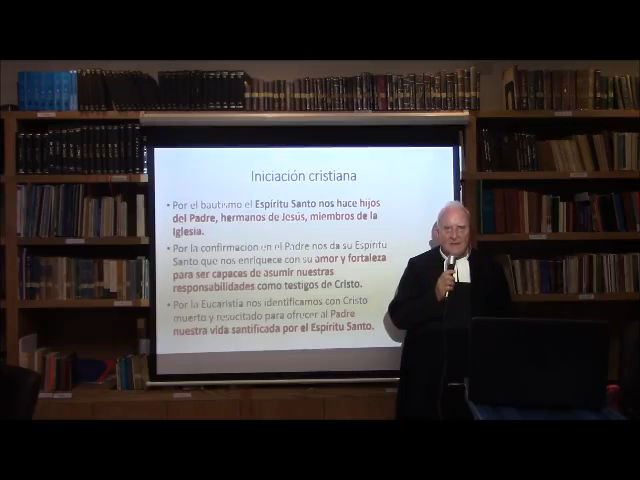 Iniciación cristiana
• Por el bautismo el Espíritu Santo nos hace hijos
del Padre, hermanos de Jesús, miembros de la
Iglesia.
• Por la confirmación en el Padre nos da su Espíritu
Santo que nos enriquece con su amor y fortaleza
para ser capaces de asumir nuestras
responsabilidades como testigos de Cristo.
• Por la Eucaristía nos identificamos con Cristo
muerto y resucitado para ofrecer al Padre
nuestra vida santificada por el Espíritu Santo.